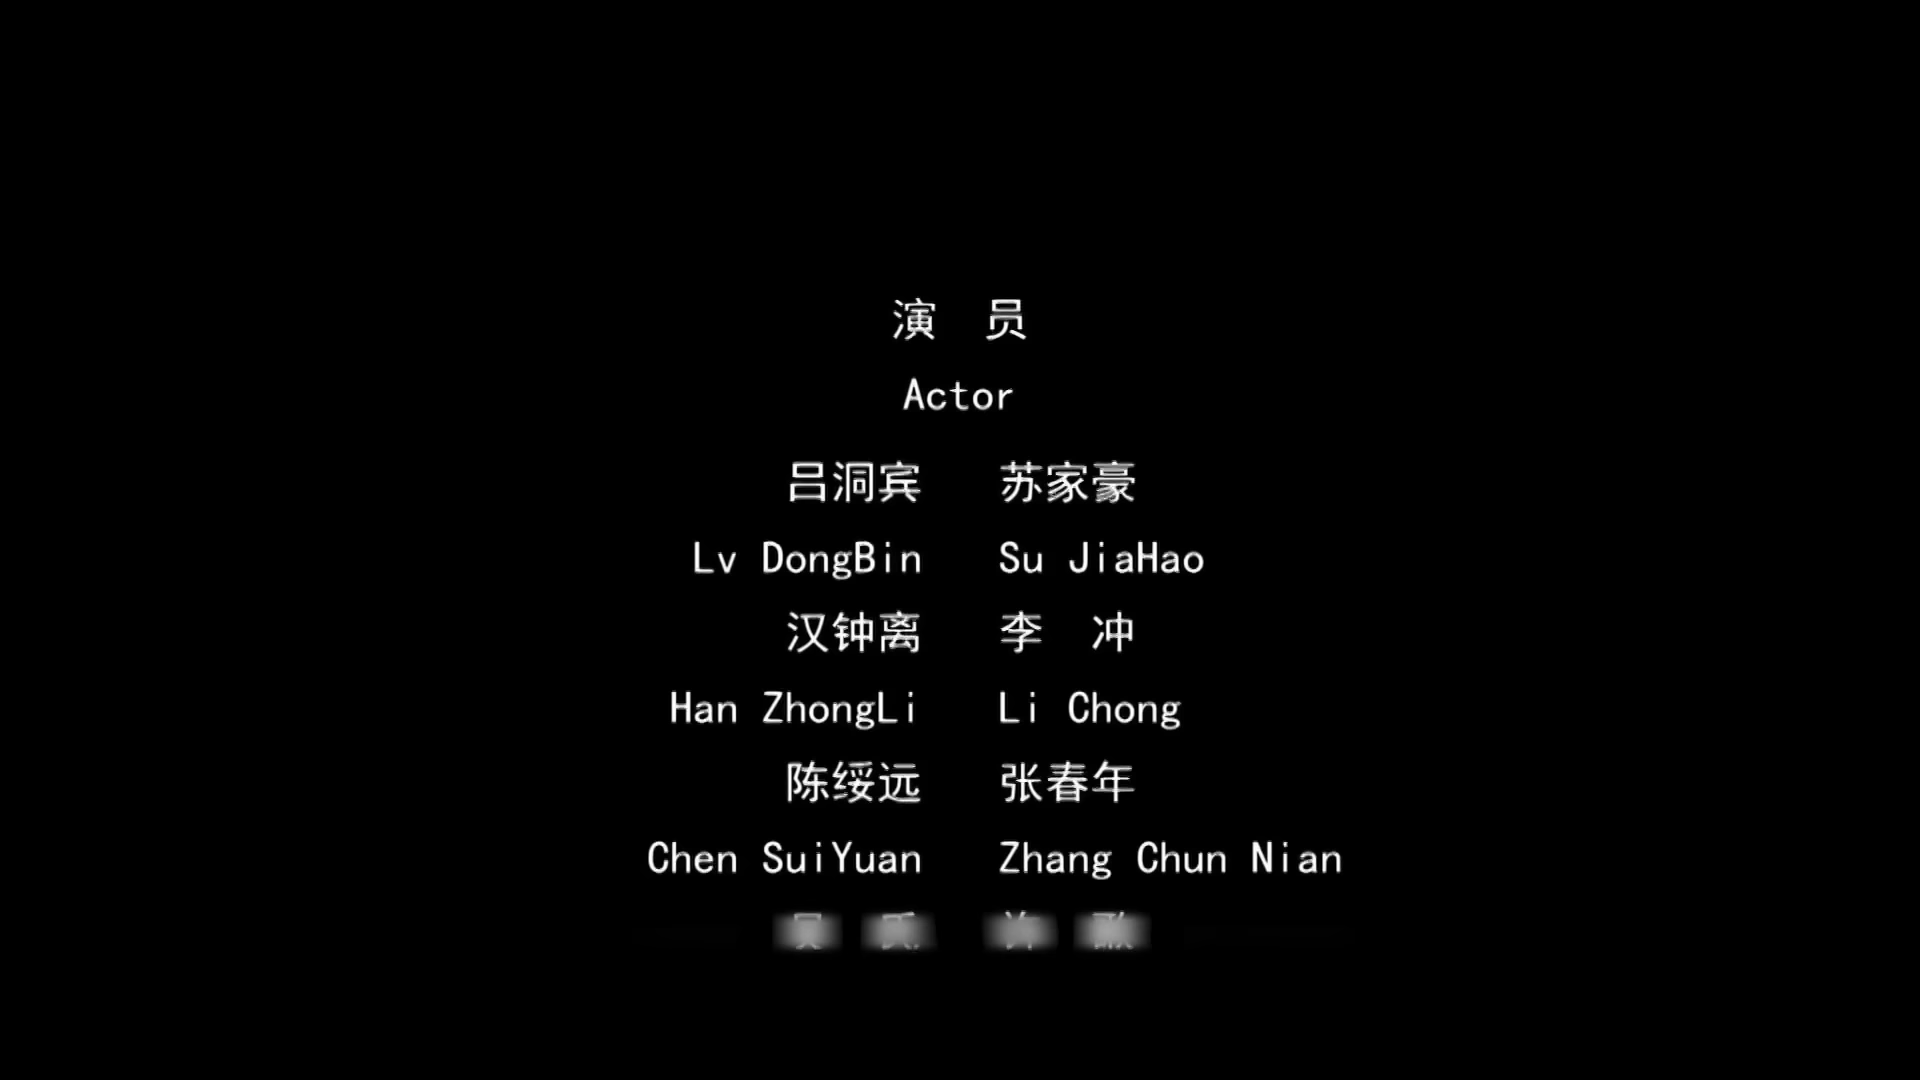 演 员
Actor
吕洞宾 苏家豪
Lv DongBin Su JiaHao
汉钟离 李 冲
Han ZhongLi Li Chong
陈绥远 张春年
Chen SuiYuan Zhang Chun Nian